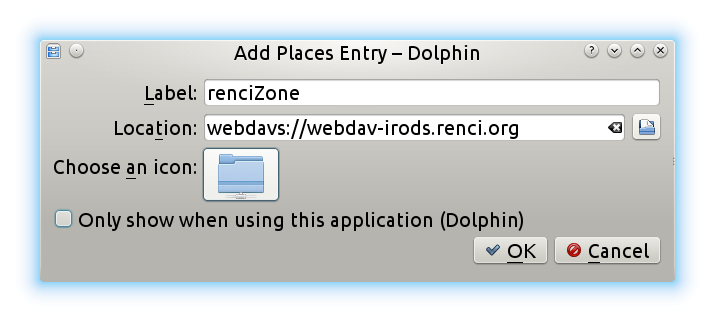 Add Places Entry – Dolphin
Label: renciZone
Location: webdavs://webdav-irods.renci.org
Choose an icon:
Only show when using this application (Dolphin)
OK Cancel